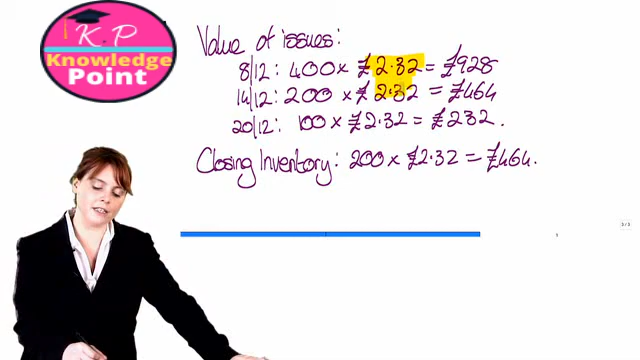 K.P
Knowledge
Point
Value of issues:
8/12: 400 x £2.32 = £928
14/12: 200 x £2.32 = £464
20/12: 100 x £2.32 = £232.
Closing Inventory: 200 x £2.32 = £464.